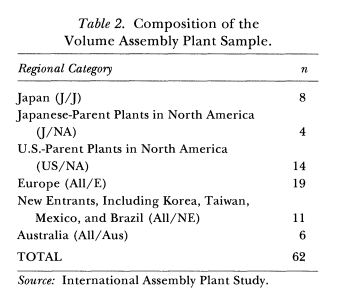 Table 2. Composition of the
Volume Assembly Plant Sample.
Regional Category n
Japan (J/J) 8
Japanese-Parent Plants in North America
(J/NA) 4
U.S.-Parent Plants in North America
(US/NA) 14
Europe (All/E) 19
New Entrants, Including Korea, Taiwan,
Mexico, and Brazil (All/NE) 11
Australia (All/Aus) 6
TOTAL 62
Source: International Assembly Plant Study.